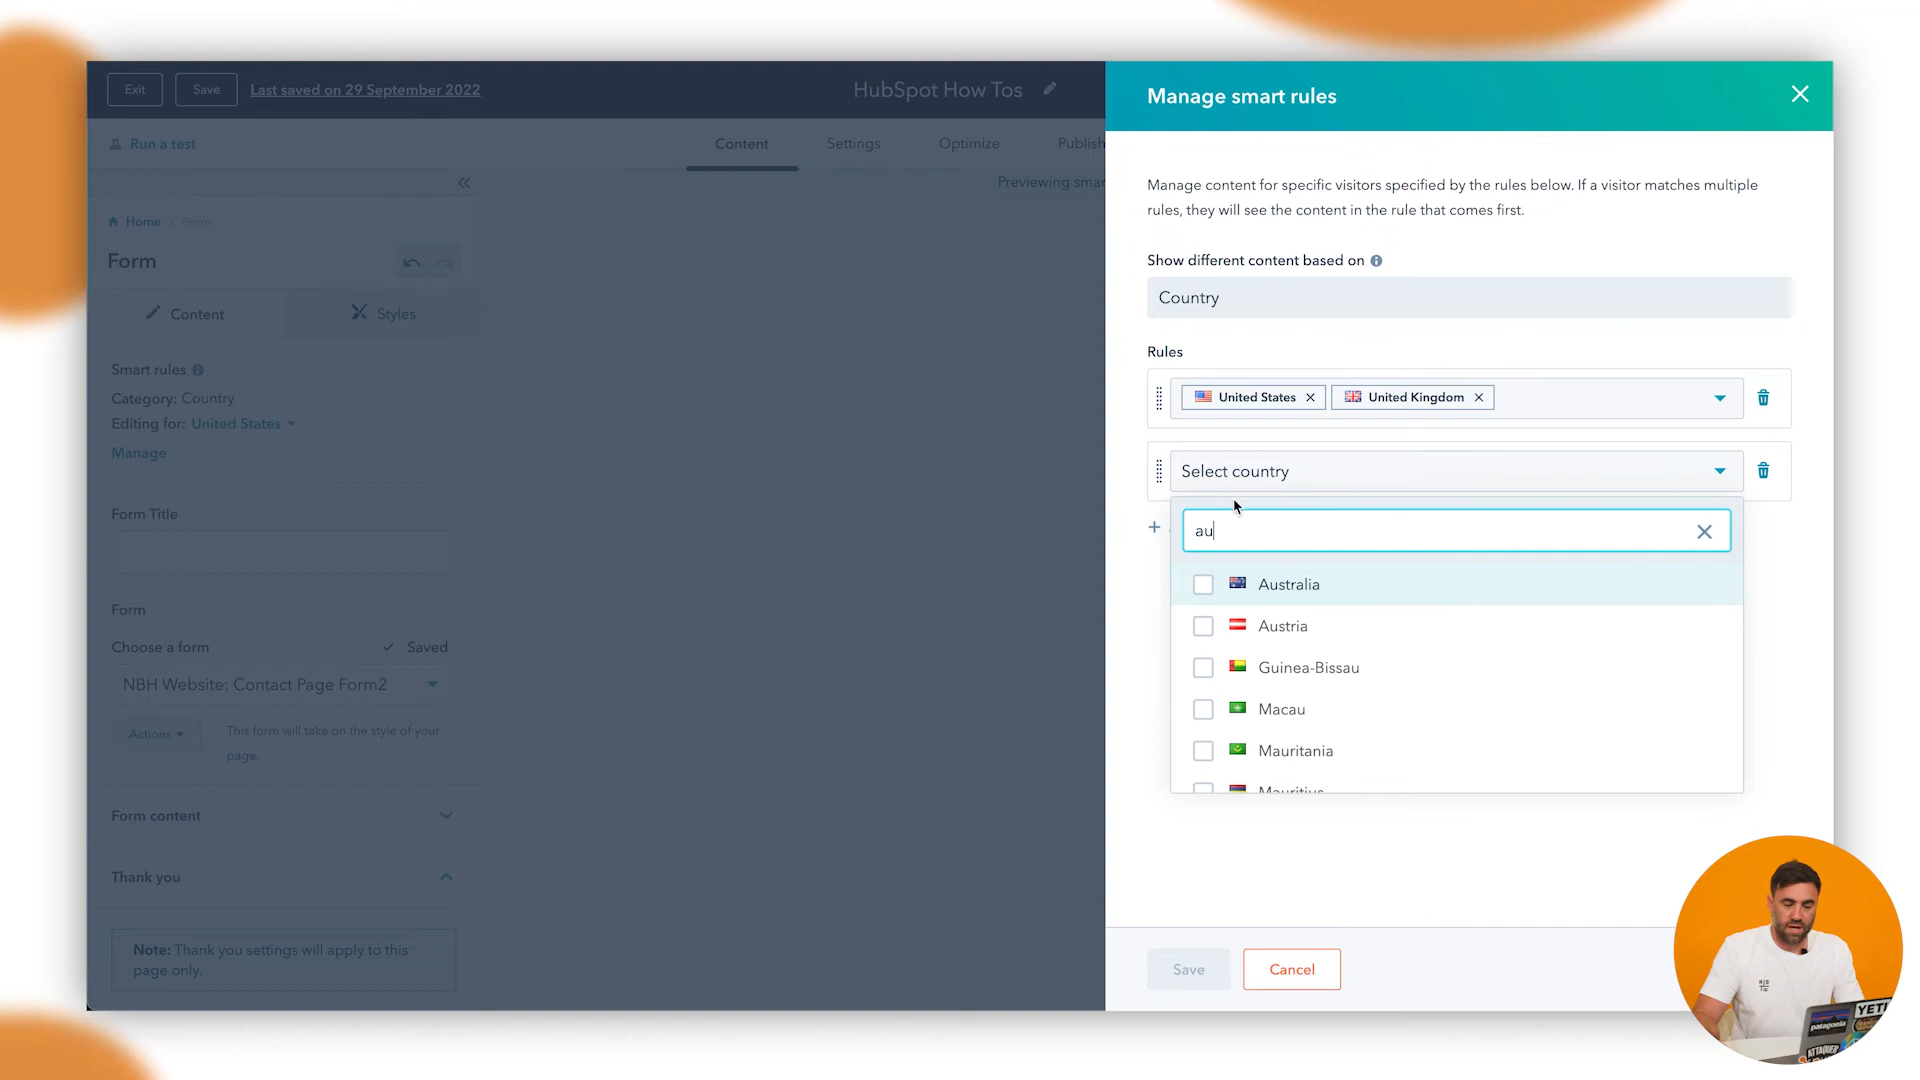 Exit
Save
Last saved on 29 September 2022
HubSpot How Tos
Run a test
Content
Settings
Optimize
Publish
Previewing smar
Home
Form
Form
Content
Styles
Smart rules
Category: Country
Editing for: United States
Manage
Form Title
Form
Choose a form
Saved
NBH Website: Contact Page Form2
Actions
This form will take on the style of your
page.
Form content
Thank you
Note: Thank you settings will apply to this
page only.
Manage smart rules
Manage content for specific visitors specified by the rules below. If a visitor matches multiple
rules, they will see the content in the rule that comes first.
Show different content based on
Country
Rules
United States
United Kingdom
Select country
au
Australia
Austria
Guinea-Bissau
Macau
Mauritania
Mauritius
Save
Cancel
YETI
patagonia
ATTAQUER